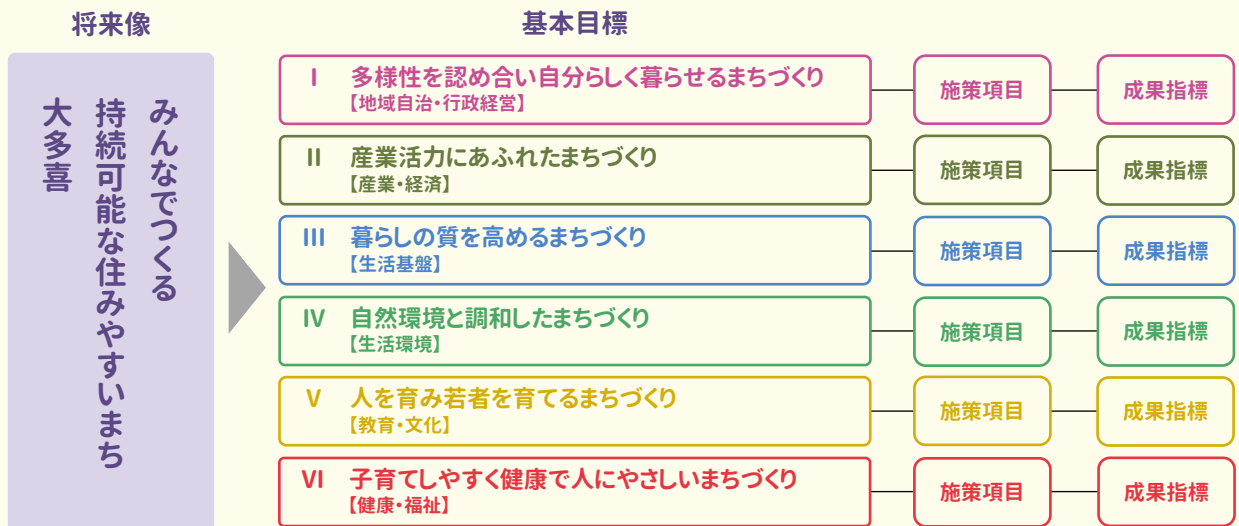 将来像
基本目標
みんなでつくる
持続可能な住みやすいまち
大多喜
I 多様性を認め合い自分らしく暮らせるまちづくり
【地域自治・行政経営】
施策項目
成果指標
II 産業活力にあふれたまちづくり
【産業・経済】
施策項目
成果指標
III 暮らしの質を高めるまちづくり
【生活基盤】
施策項目
成果指標
IV 自然環境と調和したまちづくり
【生活環境】
施策項目
成果指標
V 人を育み若者を育てるまちづくり
【教育・文化】
施策項目
成果指標
VI 子育てしやすく健康で人にやさしいまちづくり
【健康・福祉】
施策項目
成果指標